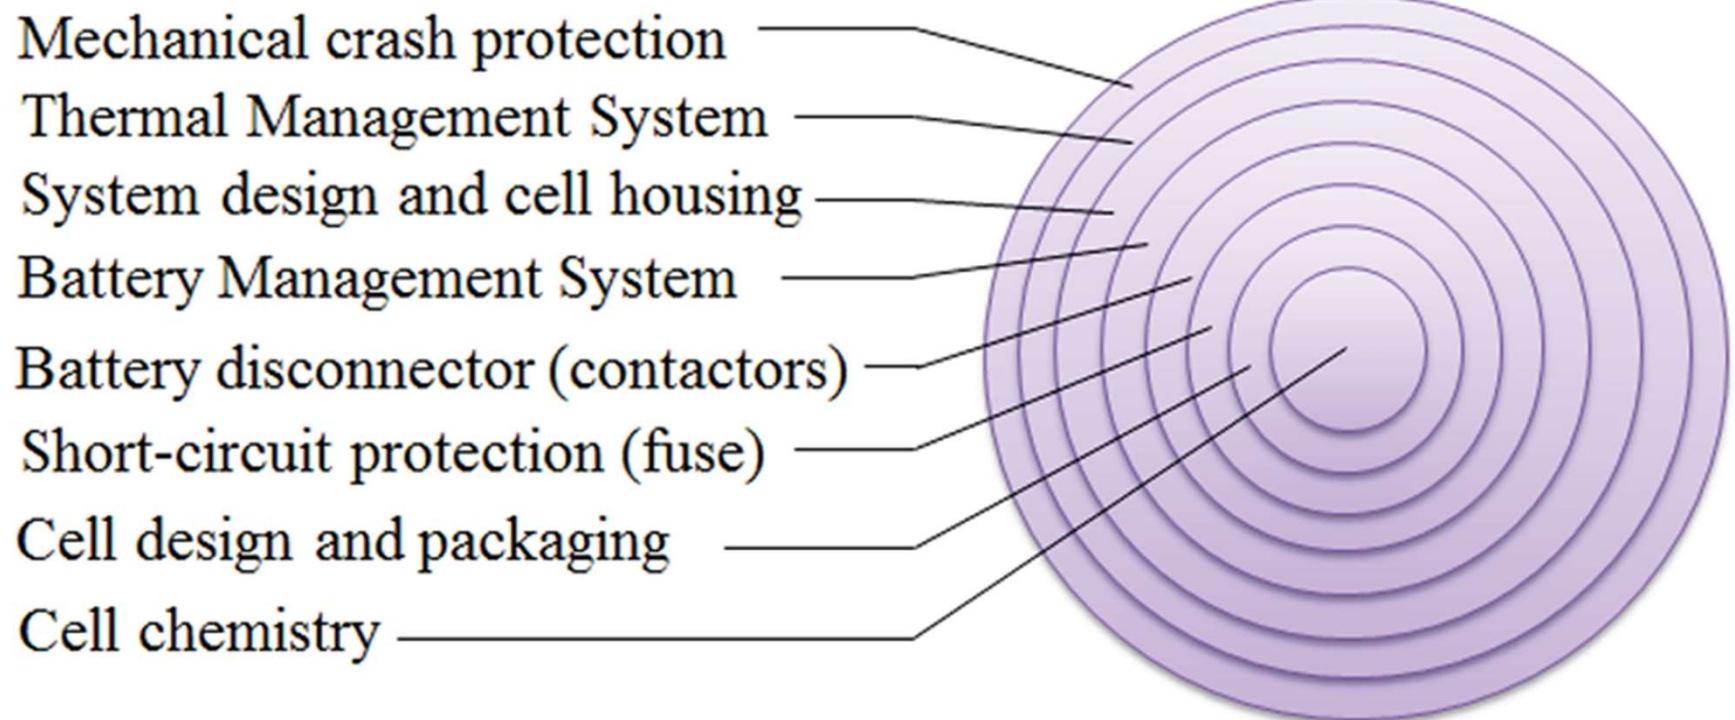 Mechanical crash protection
Thermal Management System
System design and cell housing
Battery Management System
Battery disconnector (contactors)
Short-circuit protection (fuse)
Cell design and packaging
Cell chemistry